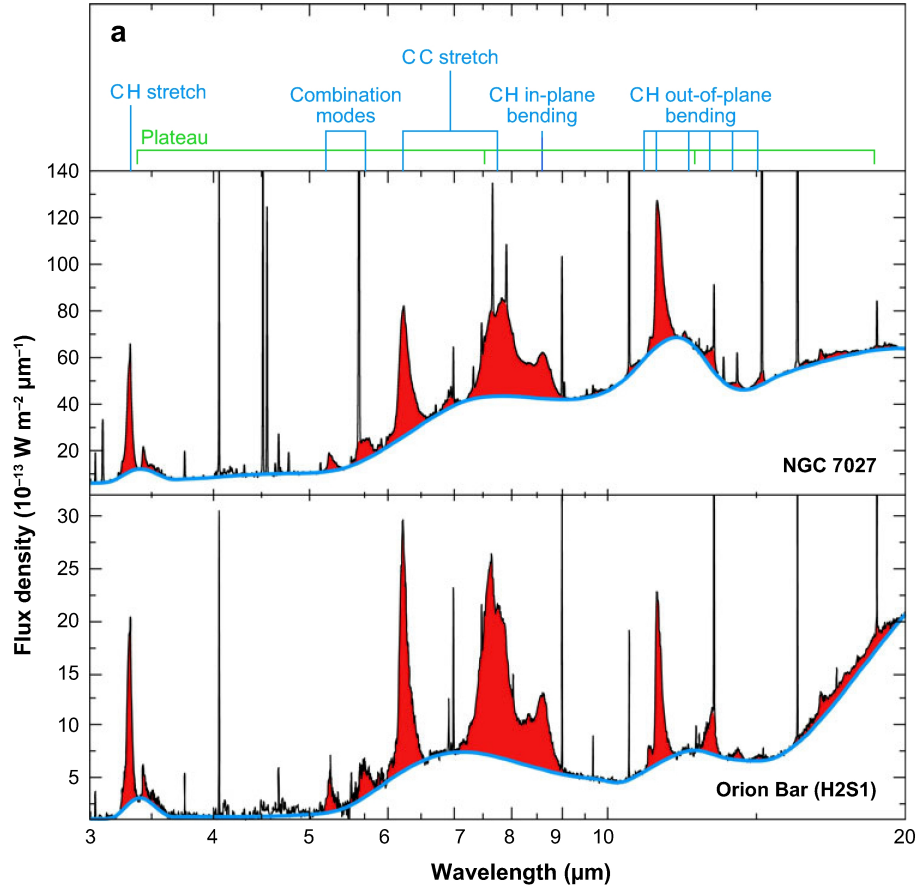 a
CC stretch
CH stretch
Combination
modes
CH in-plane
bending
CH out-of-plane
bending
Plateau
140
120
100
80
60
40
20
NGC 7027
Flux density (10⁻¹³ W m⁻² µm⁻¹)
30
25
20
15
10
5
Orion Bar (H2S1)
3 4 5 6 7 8 9 10 20
Wavelength (µm)